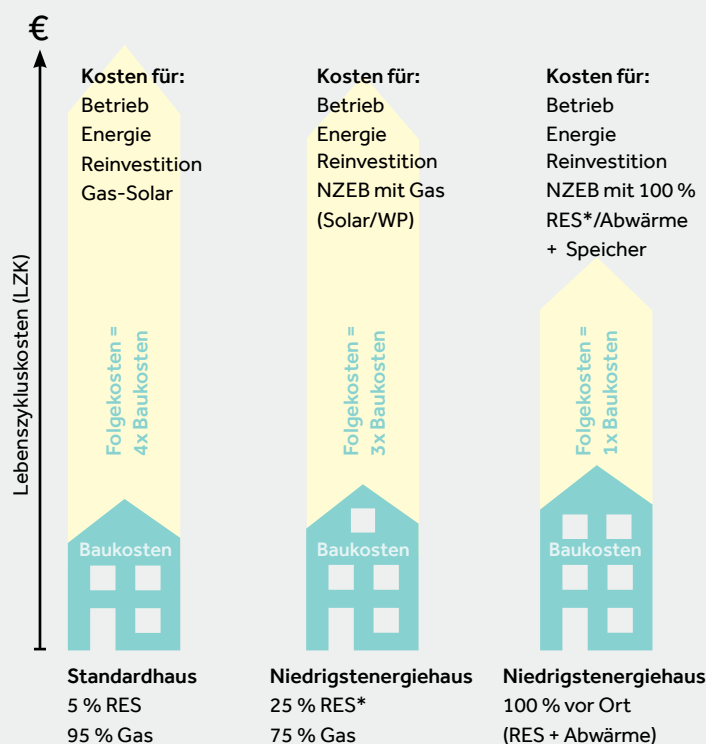 €
Lebenszykluskosten (LZK)
Kosten für:
Betrieb
Energie
Reinvestition
Gas-Solar
Folgekosten =
4x Baukosten
Baukosten
Standardhaus
5 % RES
95 % Gas
Kosten für:
Betrieb
Energie
Reinvestition
NZEB mit Gas
(Solar/WP)
Folgekosten =
3x Baukosten
Baukosten
Niedrigstenergiehaus
25 % RES*
75 % Gas
Kosten für:
Betrieb
Energie
Reinvestition
NZEB mit 100 %
RES*/Abwärme
+ Speicher
Folgekosten =
1x Baukosten
Baukosten
Niedrigstenergiehaus
100 % vor Ort
(RES + Abwärme)